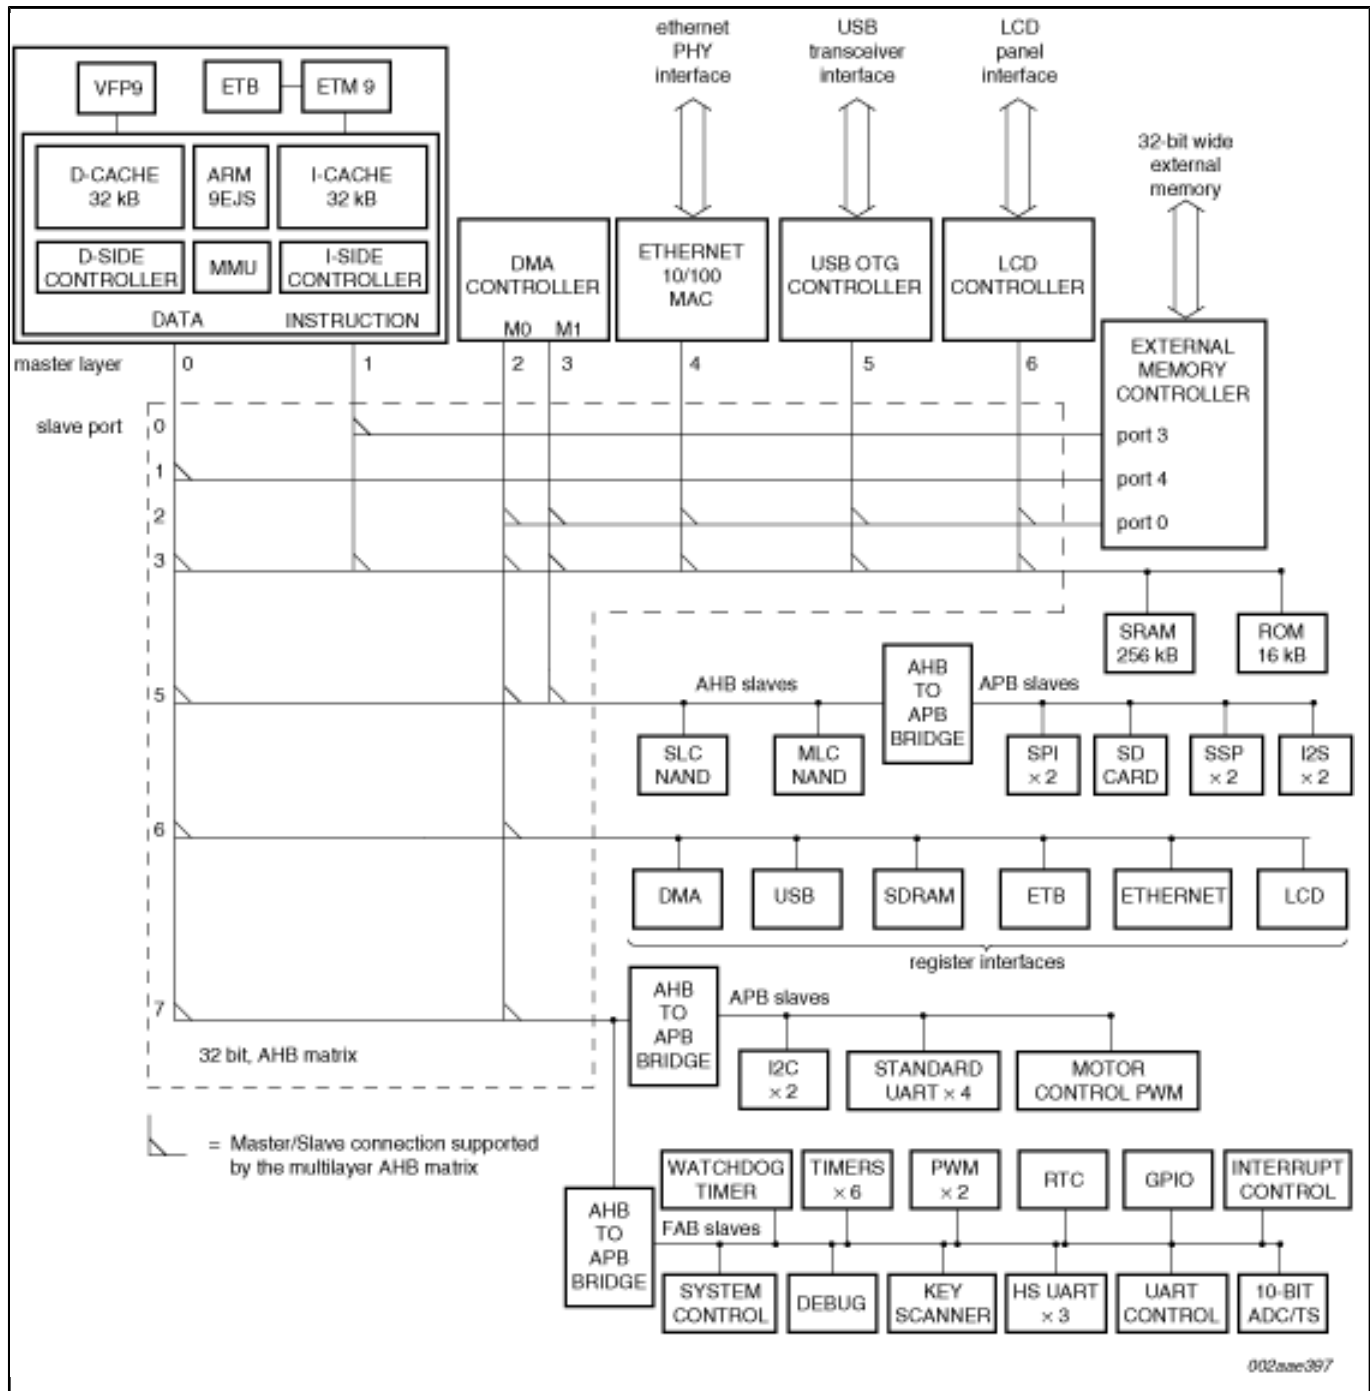 ethernet
PHY
interface
USB
transceiver
interface
LCD
panel
interface
32-bit wide
external
memory
VFP9
ETB
ETM 9
D-CACHE
32 kB
ARM
9EJS
I-CACHE
32 kB
D-SIDE
CONTROLLER
MMU
I-SIDE
CONTROLLER
DATA
INSTRUCTION
DMA
CONTROLLER
M0 M1
ETHERNET
10/100
MAC
USB OTG
CONTROLLER
LCD
CONTROLLER
EXTERNAL
MEMORY
CONTROLLER
port 3
port 4
port 0
master layer 0 1 2 3 4 5 6
slave port 0
1
2
3
5
6
7
SRAM
256 kB
ROM
16 kB
AHB slaves
AHB
TO
APB
BRIDGE
APB slaves
SLC
NAND
MLC
NAND
SPI
× 2
SD
CARD
SSP
× 2
I2S
× 2
DMA
USB
SDRAM
ETB
ETHERNET
LCD
register interfaces
AHB
TO
APB
BRIDGE
APB slaves
I2C
× 2
STANDARD
UART × 4
MOTOR
CONTROL PWM
32 bit, AHB matrix
= Master/Slave connection supported
by the multilayer AHB matrix
AHB
TO
APB
BRIDGE
FAB slaves
WATCHDOG
TIMER
TIMERS
× 6
PWM
× 2
RTC
GPIO
INTERRUPT
CONTROL
SYSTEM
CONTROL
DEBUG
KEY
SCANNER
HS UART
× 3
UART
CONTROL
10-BIT
ADC/TS
002aae397